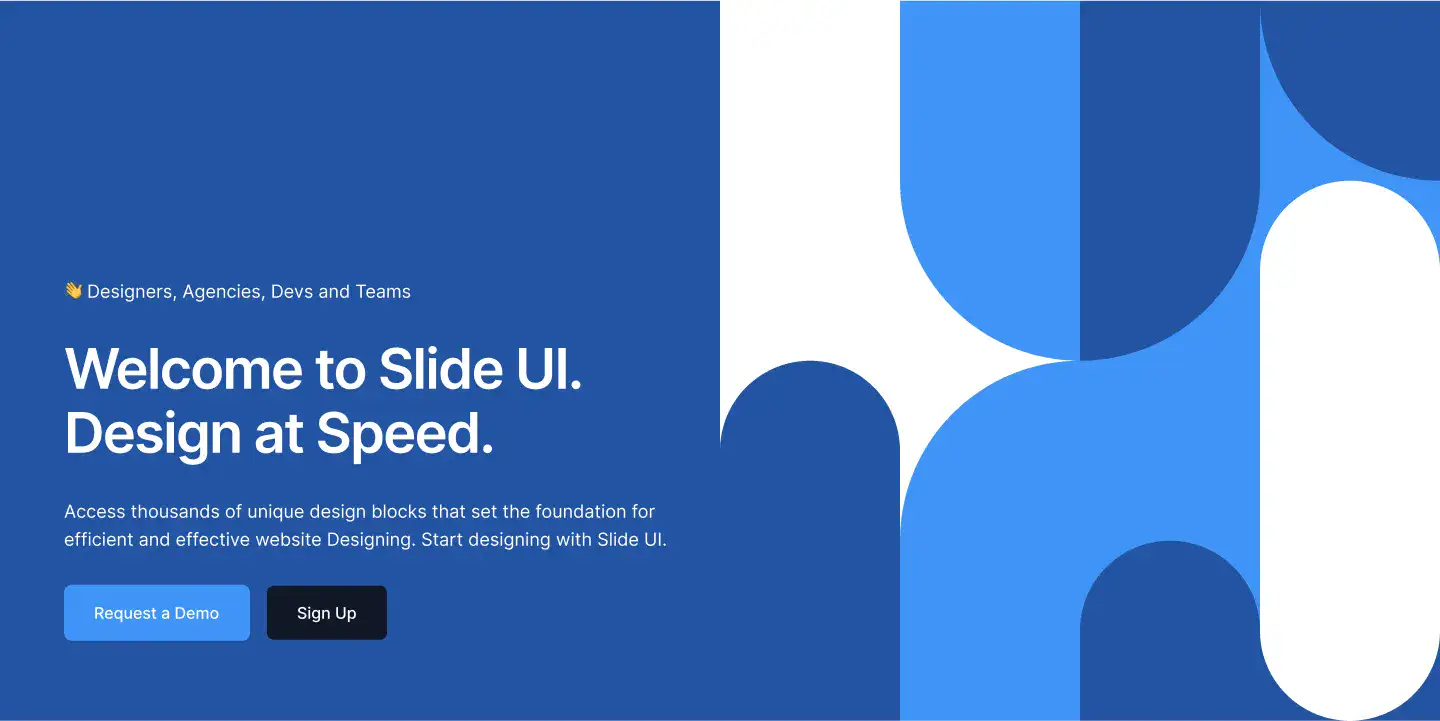 👋 Designers, Agencies, Devs and Teams
Welcome to Slide UI.
Design at Speed.
Access thousands of unique design blocks that set the foundation for
efficient and effective website Designing. Start designing with Slide UI.
Request a Demo
Sign Up